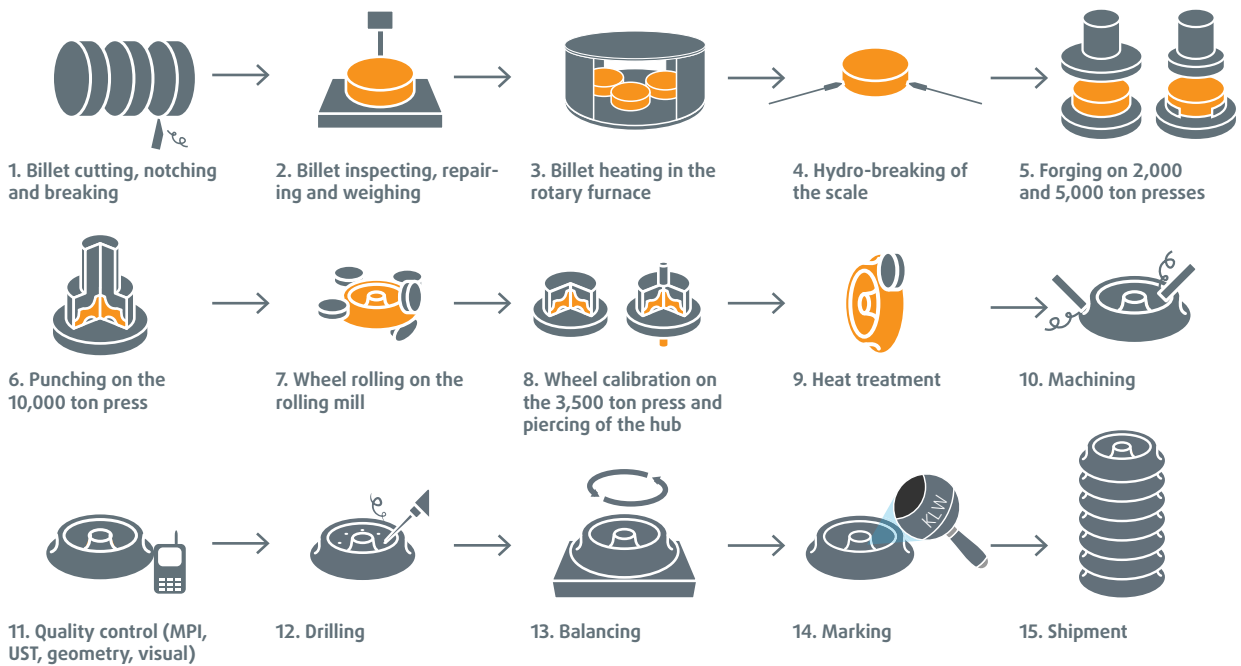 1. Billet cutting, notching
and breaking
2. Billet inspecting, repair-
ing and weighing
3. Billet heating in the
rotary furnace
4. Hydro-breaking of
the scale
5. Forging on 2,000
and 5,000 ton presses
6. Punching on the
10,000 ton press
7. Wheel rolling on the
rolling mill
8. Wheel calibration on
the 3,500 ton press and
piercing of the hub
9. Heat treatment
10. Machining
KLW
11. Quality control (MPI,
UST, geometry, visual)
12. Drilling
13. Balancing
14. Marking
15. Shipment